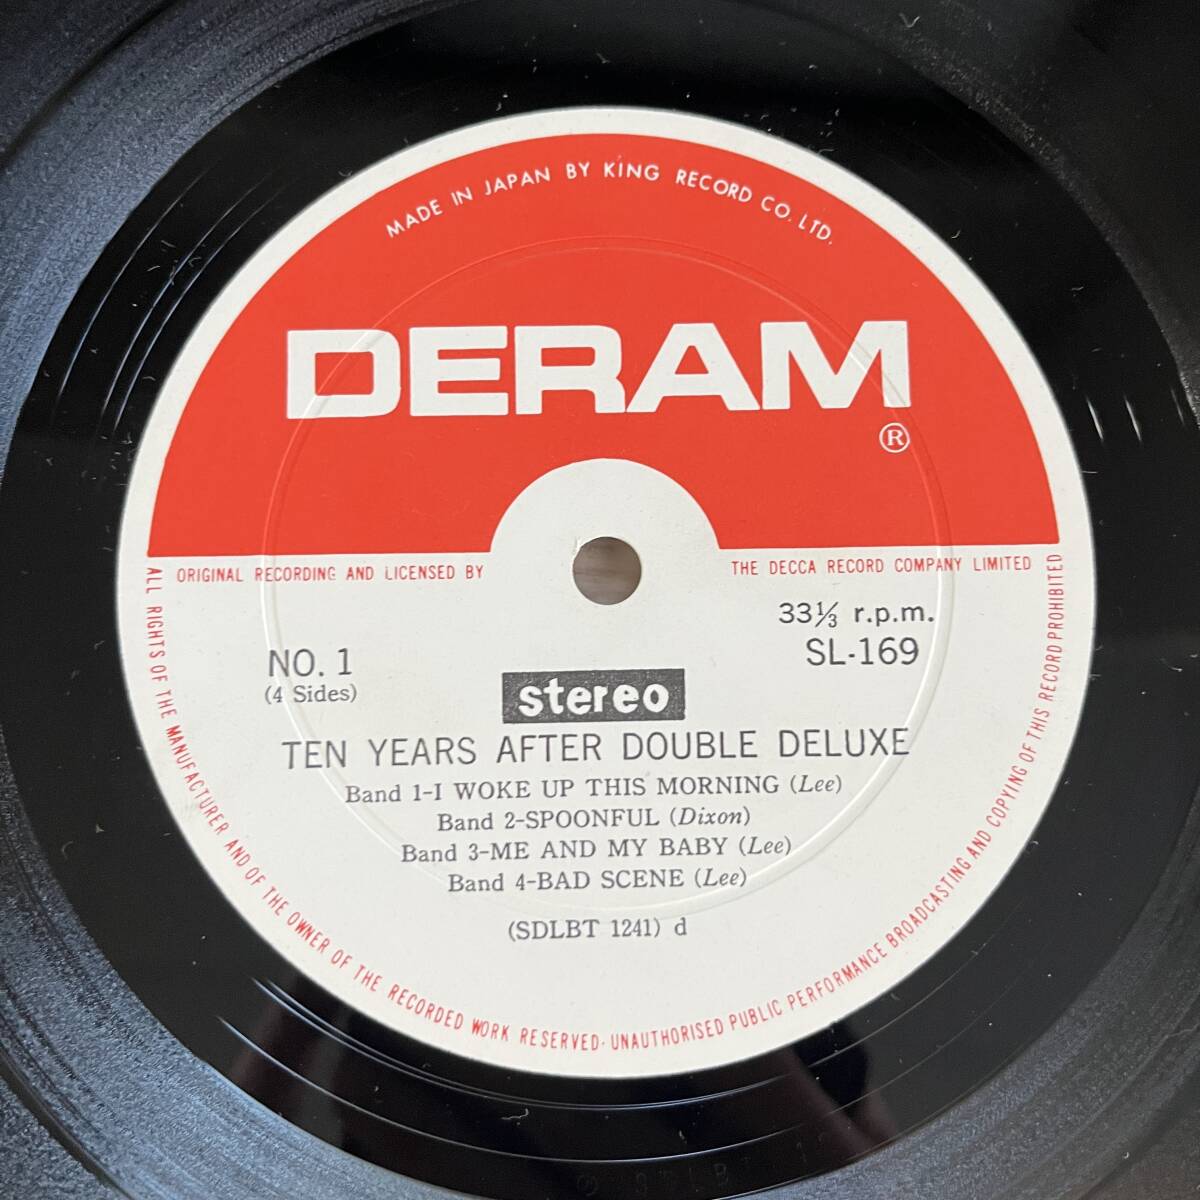 MADE IN JAPAN BY KING RECORD CO. LTD.
DERAM
®
ORIGINAL RECORDING AND LICENSED BY THE DECCA RECORD COMPANY LIMITED
33⅓ r.p.m.
SL-169
NO. 1
(4 Sides)
stereo
TEN YEARS AFTER DOUBLE DELUXE
Band 1-I WOKE UP THIS MORNING (Lee)
Band 2-SPOONFUL (Dixon)
Band 3-ME AND MY BABY (Lee)
Band 4-BAD SCENE (Lee)
(SDLBT 1241) d
ALL RIGHTS OF THE MANUFACTURER AND OF THE OWNER OF THE RECORDED WORK RESERVED· UNAUTHORISED PUBLIC PERFORMANCE BROADCASTING AND COPYING OF THIS RECORD PROHIBITED